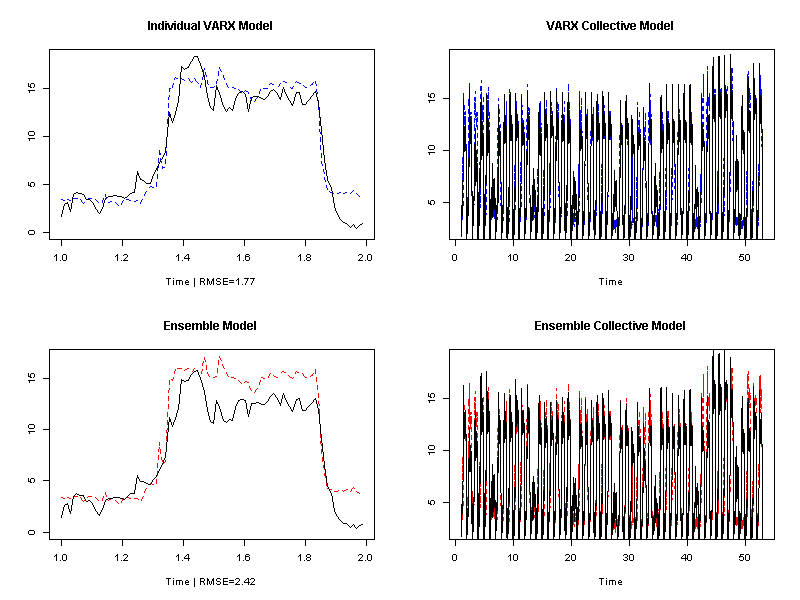 Individual VARX Model
VARX Collective Model
15
10
5
0
1.0 1.2 1.4 1.6 1.8 2.0
Time | RMSE=1.77
15
10
5
0 10 20 30 40 50
Time
Ensemble Model
Ensemble Collective Model
15
10
5
0
1.0 1.2 1.4 1.6 1.8 2.0
Time | RMSE=2.42
15
10
5
0 10 20 30 40 50
Time